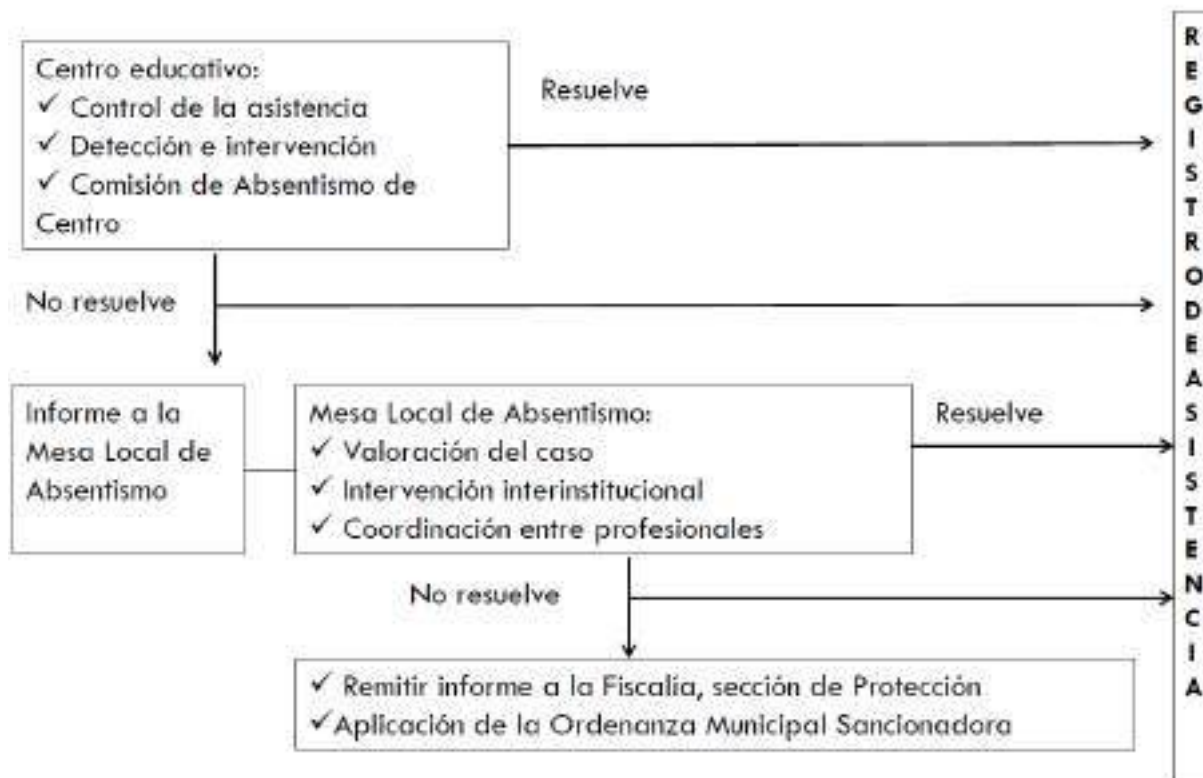 Centro educativo:
✓ Control de la asistencia
✓ Detección e intervención
✓ Comisión de Absentismo de
Centro
Resuelve
No resuelve
Informe a la
Mesa Local de
Absentismo
Mesa Local de Absentismo:
✓ Valoración del caso
✓ Intervención interinstitucional
✓ Coordinación entre profesionales
Resuelve
No resuelve
✓ Remitir informe a la Fiscalía, sección de Protección
✓Aplicación de la Ordenanza Municipal Sancionadora
REGISTRODEASISTENCIA